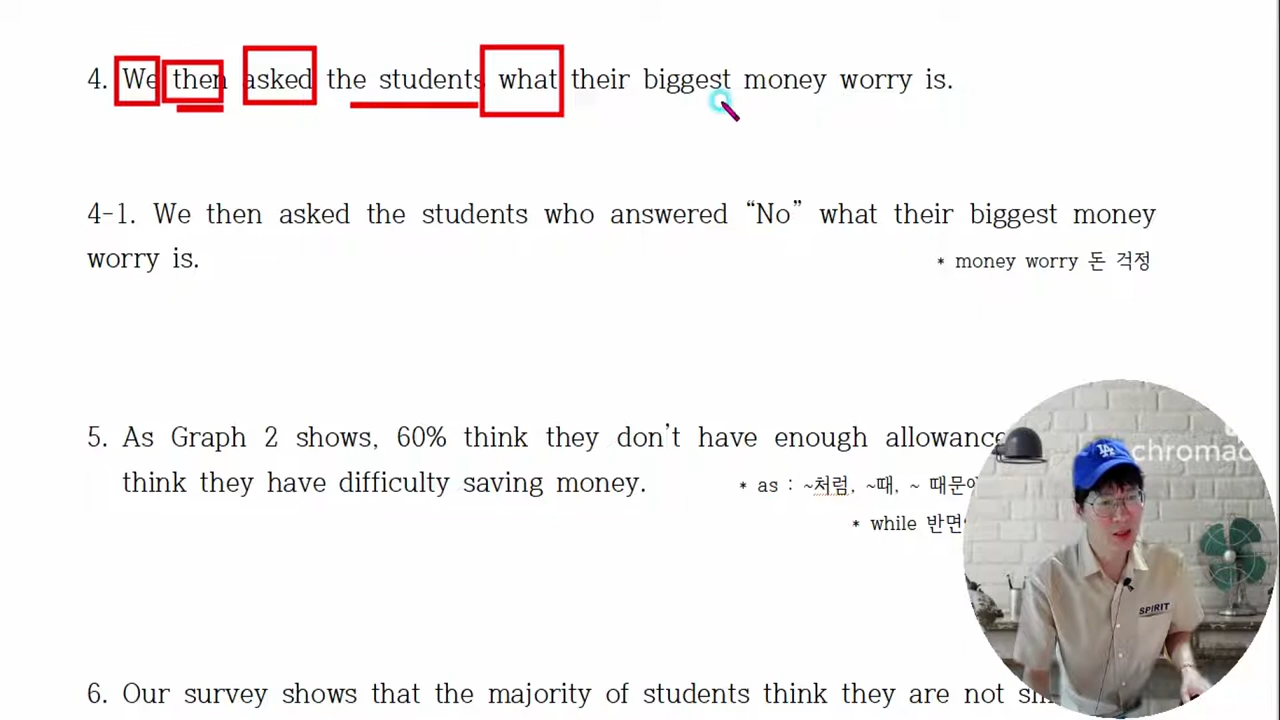 4. We then asked the students what their biggest money worry is.
4-1. We then asked the students who answered “No” what their biggest money
worry is.
* money worry 돈 걱정
5. As Graph 2 shows, 60% think they don't have enough allowance
think they have difficulty saving money.
* as : ~처럼, ~때, ~ 때문에
* while 반면
6. Our survey shows that the majority of students think they are not
chromac
LA
SPIRIT